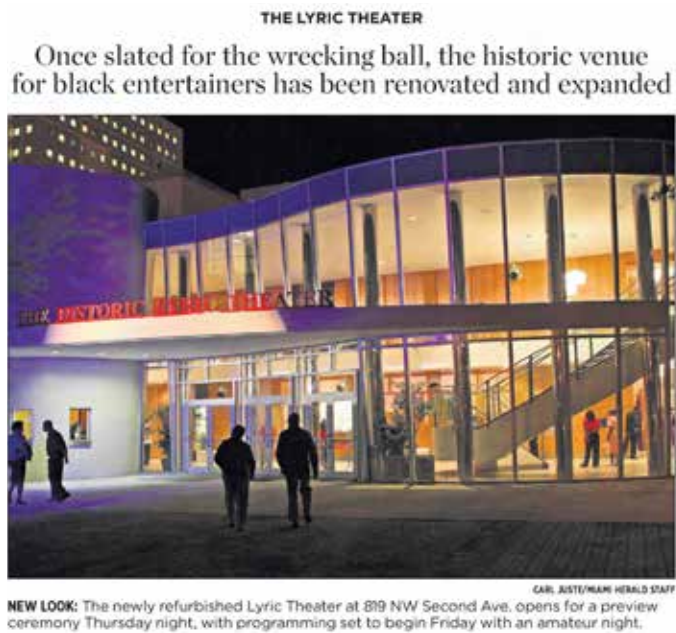 THE LYRIC THEATER
Once slated for the wrecking ball, the historic venue
for black entertainers has been renovated and expanded
THE HISTORIC LYRIC THEATER
CARL JUSTE/MIAMI HERALD STAFF
NEW LOOK: The newly refurbished Lyric Theater at 819 NW Second Ave. opens for a preview
ceremony Thursday night, with programming set to begin Friday with an amateur night.